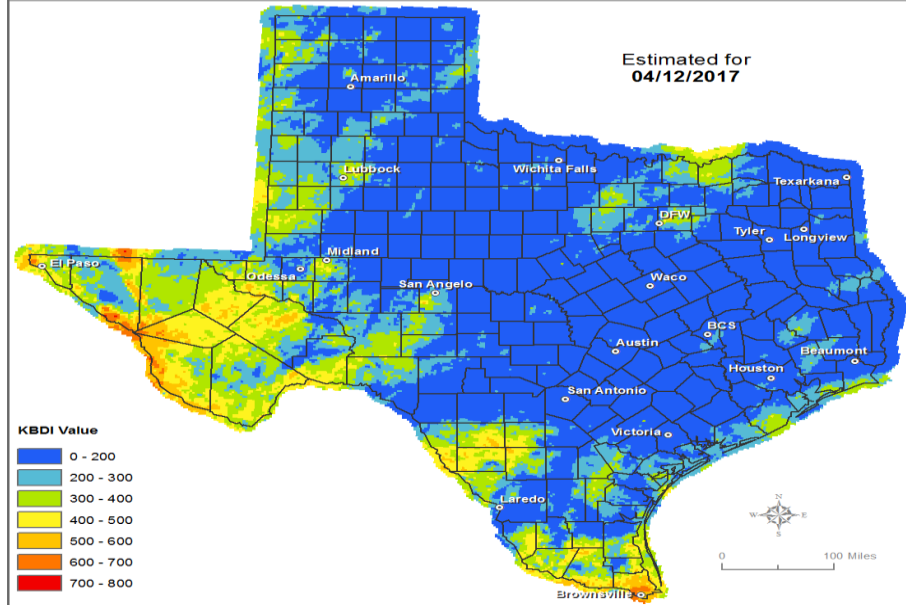 Estimated for
04/12/2017
Amarillo
Lubbock
Wichita Falls
Texarkana
DFW
Tyler
Longview
Midland
El Paso
Odessa
San Angelo
Waco
BCS
Austin
Beaumont
Houston
San Antonio
Victoria
Laredo
Brownsville
KBDI Value
0 - 200
200 - 300
300 - 400
400 - 500
500 - 600
600 - 700
700 - 800
N
W E
S
0 100 Miles